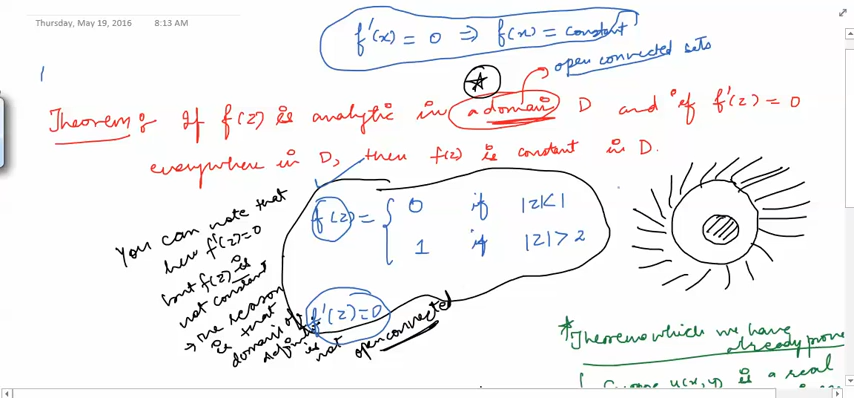 Thursday, May 19, 2016 8:13 AM
f'(x) = 0 ⇒ f(x) = constant
open connected sets
Theorem: If f(z) is analytic in a domain D and if f'(z) = 0
everywhere in D, then f(z) is constant in D.
f(z) = { 0 if |z|<1
1 if |z|>2
f'(z)=0
You can note that
here f'(z)=0
but f(z) is
not constant
→ the reason
is that
domain of
definition
is not
open connected
*Theorem which we have
already prove
u(x,y) is a real